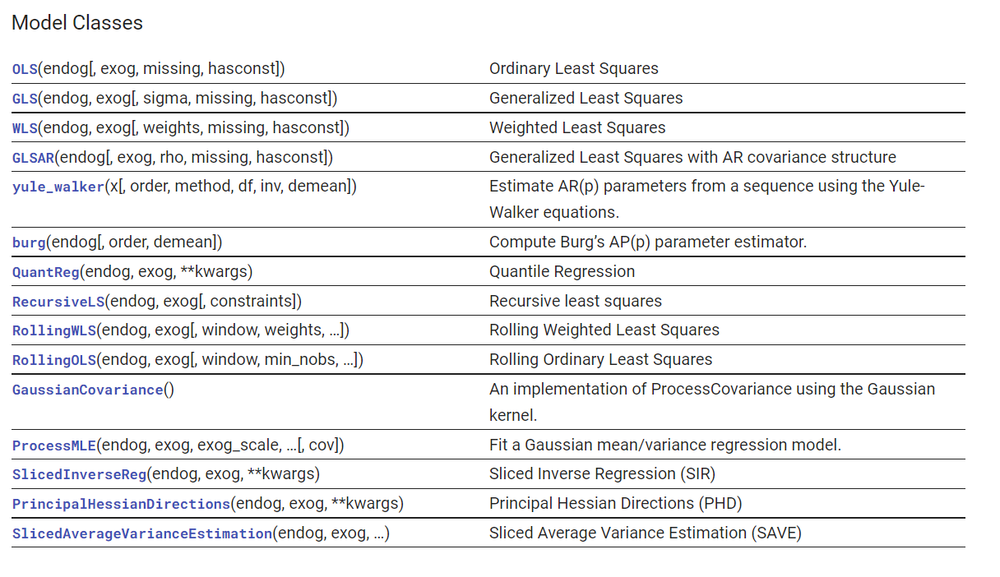 Model Classes
OLS(endog[, exog, missing, hasconst]) Ordinary Least Squares
GLS(endog, exog[, sigma, missing, hasconst]) Generalized Least Squares
WLS(endog, exog[, weights, missing, hasconst]) Weighted Least Squares
GLSAR(endog[, exog, rho, missing, hasconst]) Generalized Least Squares with AR covariance structure
yule_walker(x[, order, method, df, inv, demean]) Estimate AR(p) parameters from a sequence using the Yule-
Walker equations.
burg(endog[, order, demean]) Compute Burg’s AP(p) parameter estimator.
QuantReg(endog, exog, **kwargs) Quantile Regression
RecursiveLS(endog, exog[, constraints]) Recursive least squares
RollingWLS(endog, exog[, window, weights, …]) Rolling Weighted Least Squares
RollingOLS(endog, exog[, window, min_nobs, …]) Rolling Ordinary Least Squares
GaussianCovariance() An implementation of ProcessCovariance using the Gaussian
kernel.
ProcessMLE(endog, exog, exog_scale, …[, cov]) Fit a Gaussian mean/variance regression model.
SlicedInverseReg(endog, exog, **kwargs) Sliced Inverse Regression (SIR)
PrincipalHessianDirections(endog, exog, **kwargs) Principal Hessian Directions (PHD)
SlicedAverageVarianceEstimation(endog, exog, …) Sliced Average Variance Estimation (SAVE)